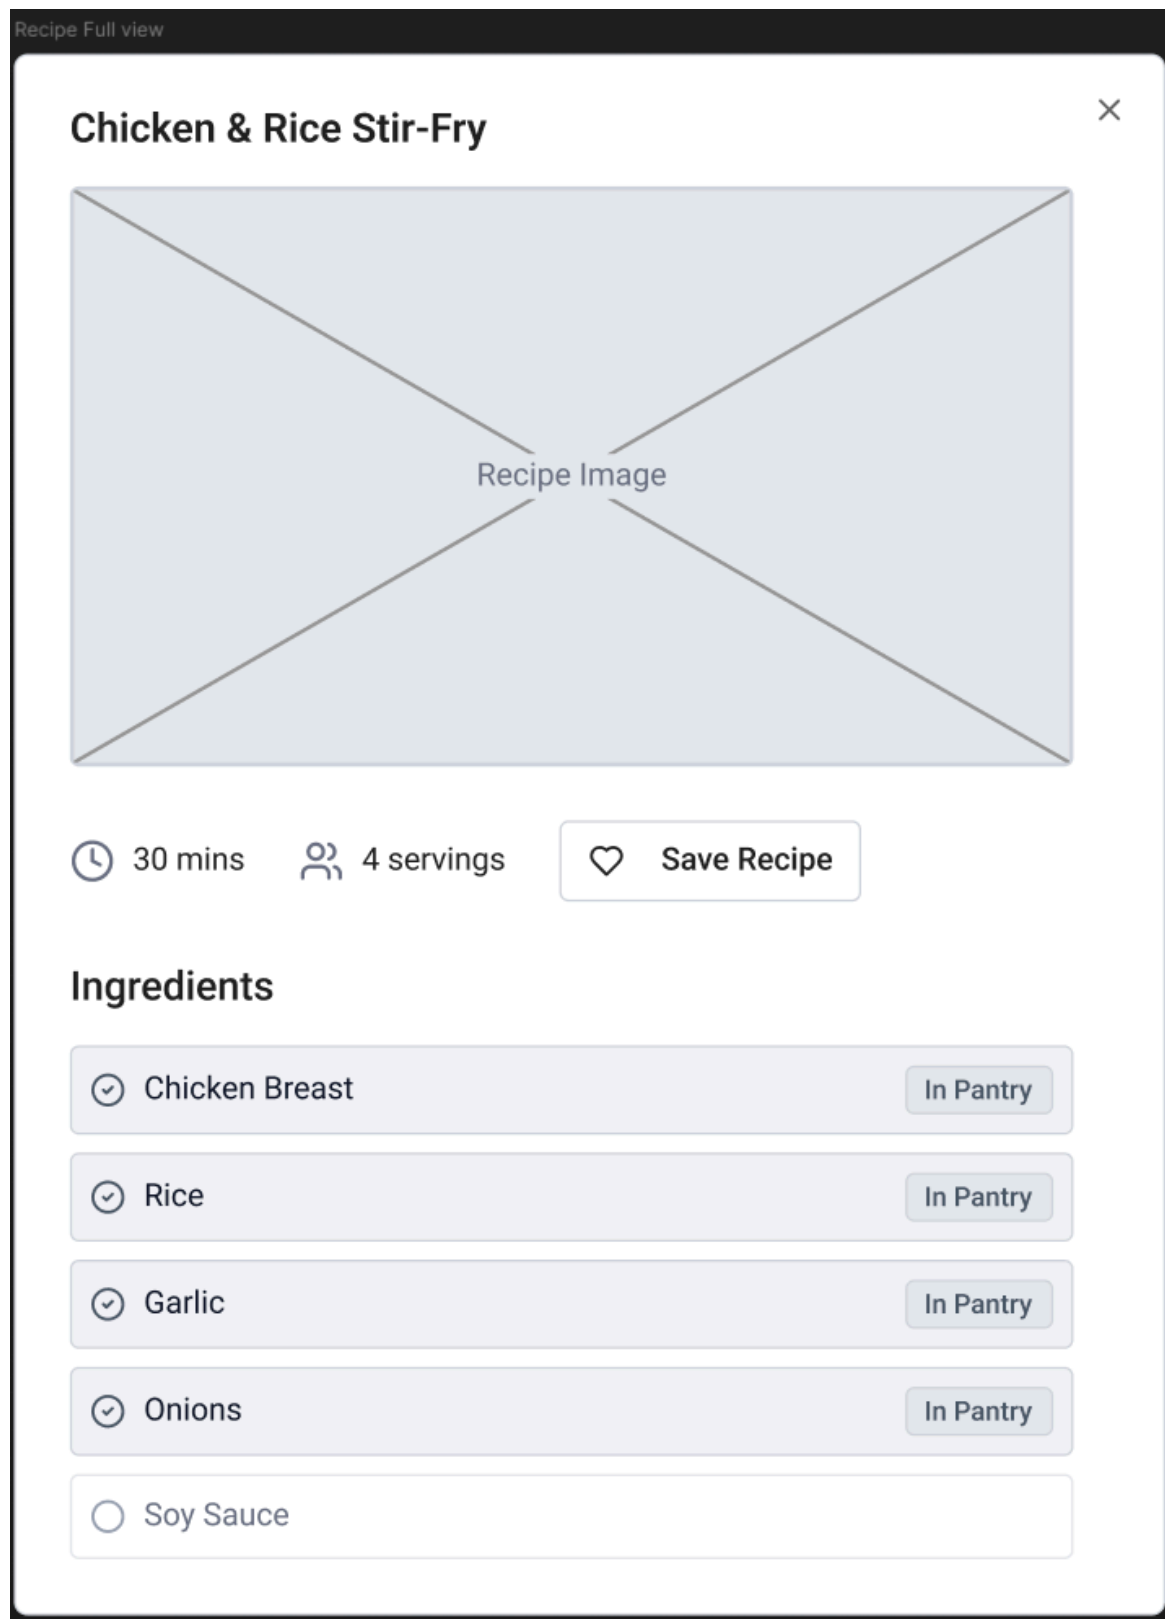 Recipe Full view
Chicken & Rice Stir-Fry
Recipe Image
30 mins 4 servings Save Recipe
Ingredients
Chicken Breast In Pantry
Rice In Pantry
Garlic In Pantry
Onions In Pantry
Soy Sauce